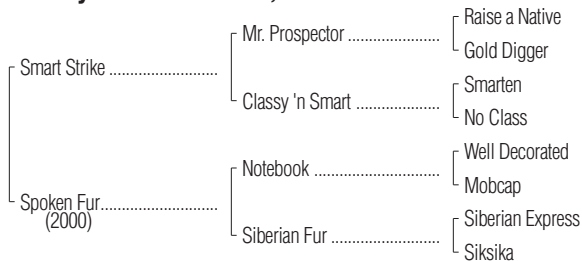 Raise a Native
Mr. Prospector
Gold Digger
Smart Strike
Smarten
Classy 'n Smart
No Class
Well Decorated
Notebook
Mobcap
Spoken Fur
(2000)
Siberian Express
Siberian Fur
Siksika